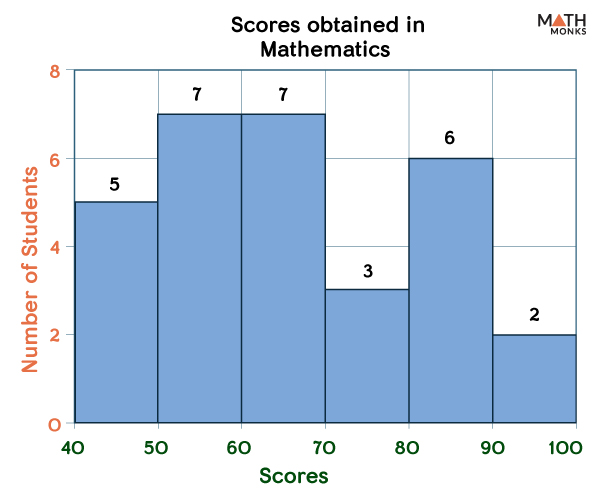 Scores obtained in
Mathematics
MATH
MONKS
8
7
7
6
6
5
4
3
2
2
0
40 50 60 70 80 90 100
Number of Students
Scores